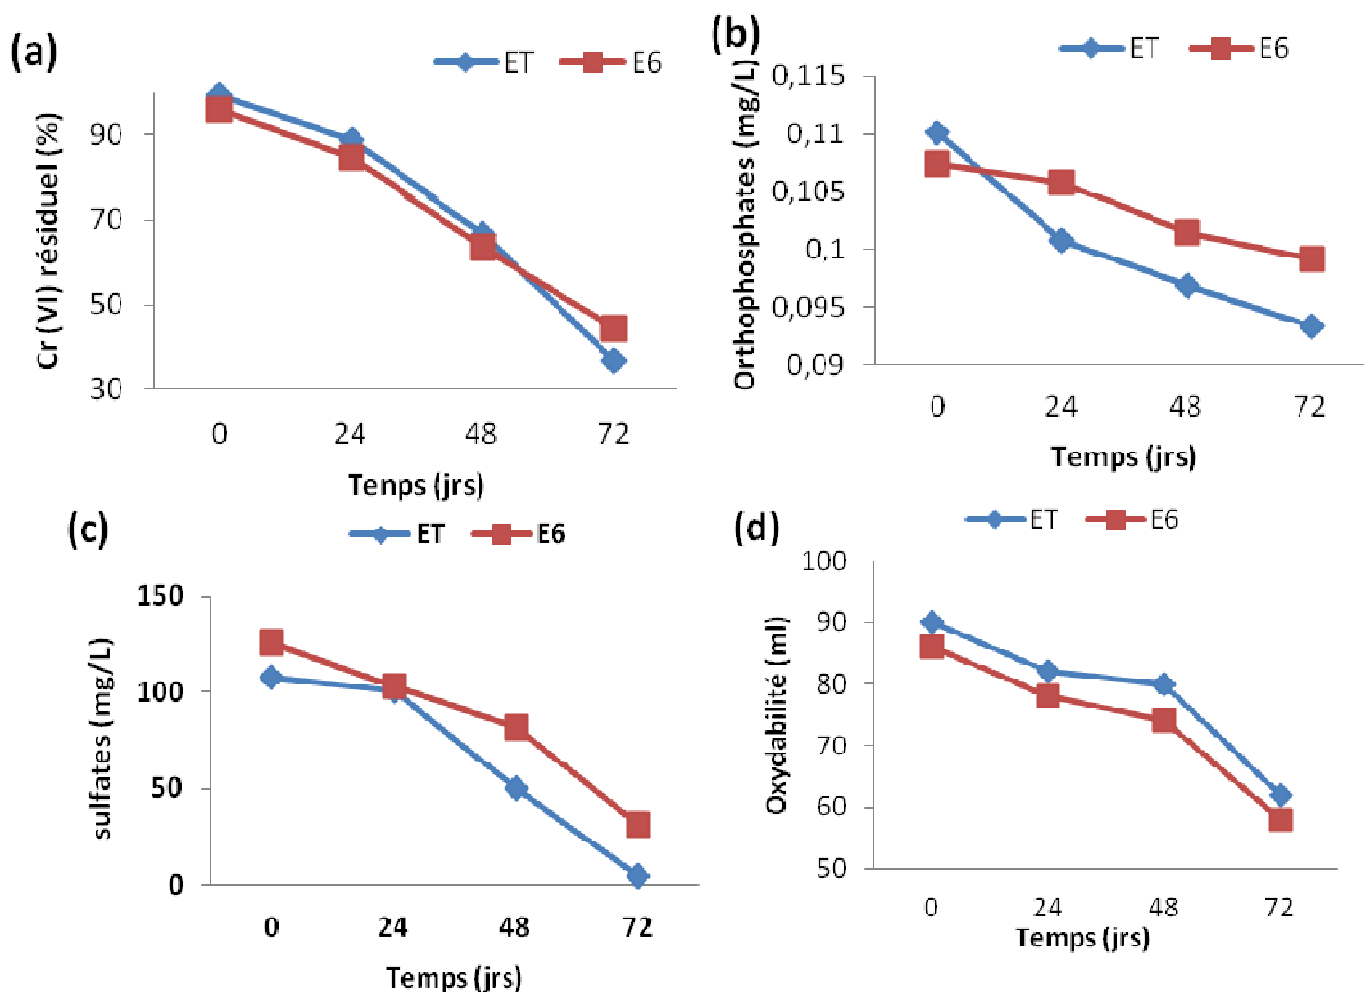 (a)
ET E6
Cr (VI) résiduel (%)
90
70
50
30
0 24 48 72
Tenps (jrs)
(b)
ET E6
Orthophosphates (mg/L)
0,115
0,11
0,105
0,1
0,095
0,09
0 24 48 72
Temps (jrs)
(c)
ET E6
sulfates (mg/L)
150
100
50
0
0 24 48 72
Temps (jrs)
(d)
ET E6
Oxydabilité (ml)
100
90
80
70
60
50
0 24 48 72
Temps (jrs)